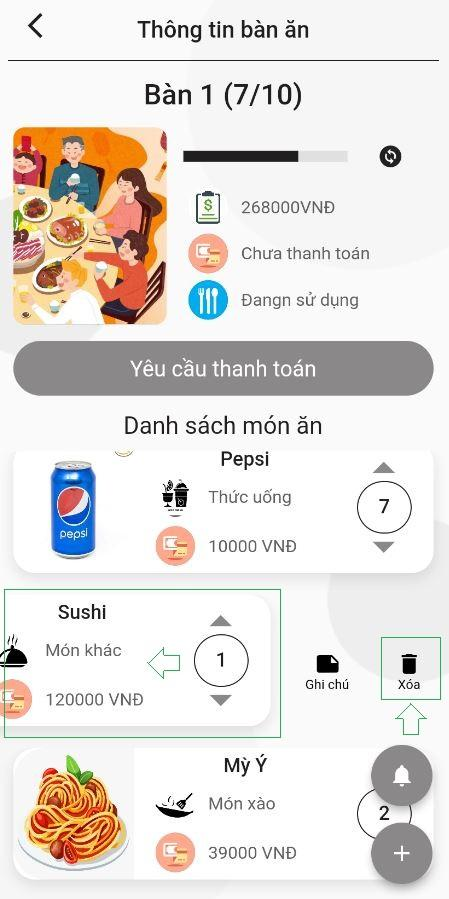 Thông tin bàn ăn
Bàn 1 (7/10)
268000VNĐ
Chưa thanh toán
Đangn sử dụng
Yêu cầu thanh toán
Danh sách món ăn
Pepsi
pepsi
Thức uống
7
10000 VNĐ
Sushi
Món khác
1
120000 VNĐ
Ghi chú
Xóa
Mỳ Ý
Món xào
2
39000 VNĐ